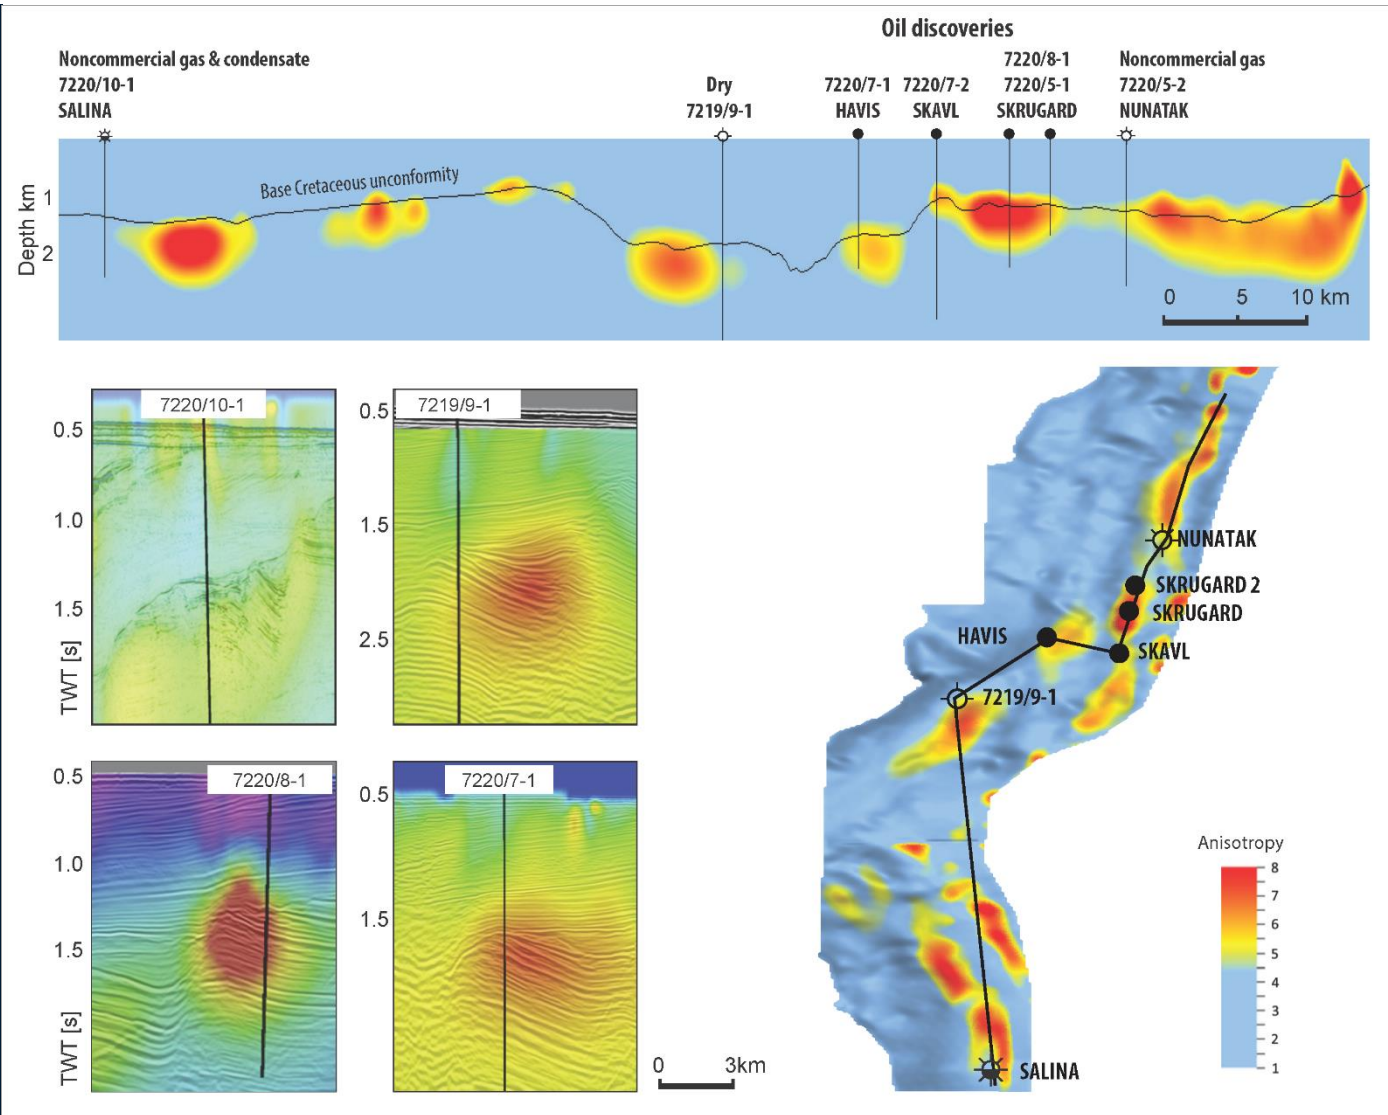 Oil discoveries
Noncommercial gas & condensate
7220/10-1
SALINA
Dry
7219/9-1
7220/7-1
HAVIS
7220/7-2
SKAVL
7220/8-1
7220/5-1
SKRUGARD
Noncommercial gas
7220/5-2
NUNATAK
Base Cretaceous unconformity
Depth km
1
2
0 5 10 km
7220/10-1
0.5
1.0
1.5
TWT [s]
7219/9-1
0.5
1.5
2.5
7220/8-1
0.5
1.0
1.5
TWT [s]
7220/7-1
0.5
1.5
0 3km
NUNATAK
SKRUGARD 2
SKRUGARD
HAVIS
SKAVL
7219/9-1
SALINA
Anisotropy
8
7
6
5
4
3
2
1